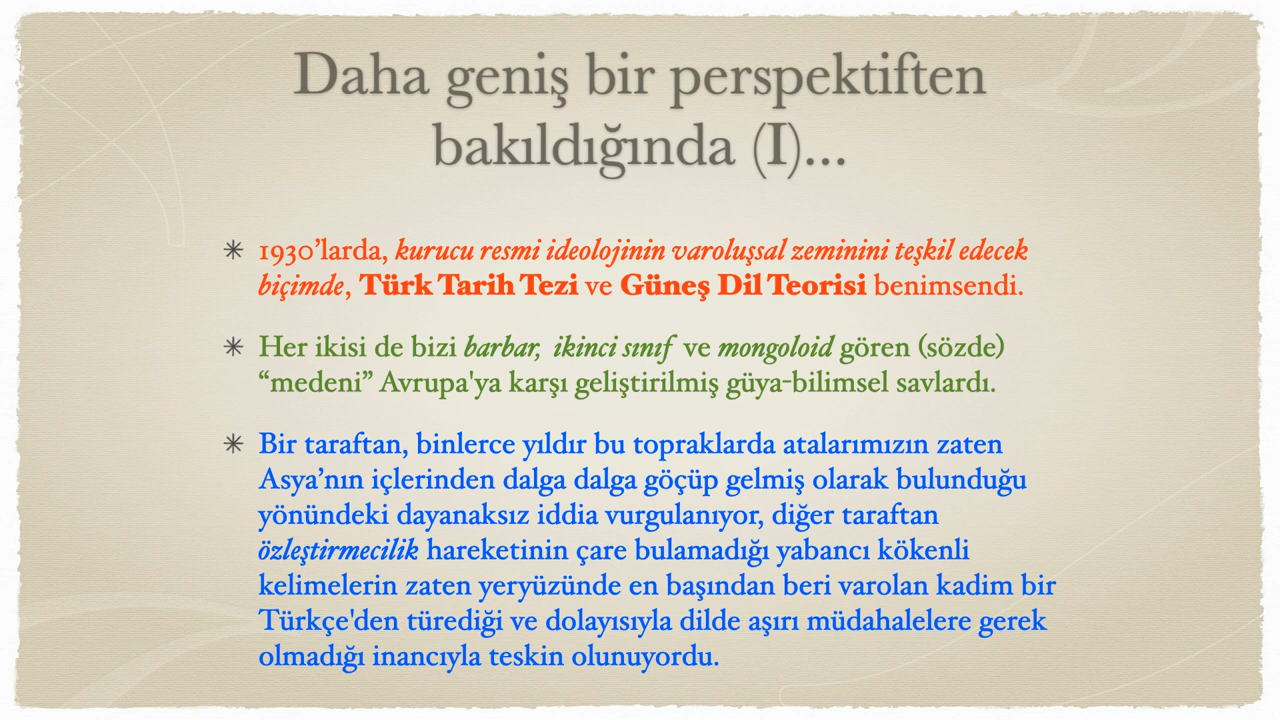 Daha geniş bir perspektiften
bakıldığında (I)...
✴ 1930’larda, kurucu resmi ideolojinin varoluşsal zeminini teşkil edecek
biçimde, Türk Tarih Tezi ve Güneş Dil Teorisi benimsendi.
✴ Her ikisi de bizi barbar, ikinci sınıf ve mongoloid gören (sözde)
“medeni” Avrupa'ya karşı geliştirilmiş güya-bilimsel savlardı.
✴ Bir taraftan, binlerce yıldır bu topraklarda atalarımızın zaten
Asya’nın içlerinden dalga dalga göçüp gelmiş olarak bulunduğu
yönündeki dayanaksız iddia vurgulanıyor, diğer taraftan
özleştirmecilik hareketinin çare bulamadığı yabancı kökenli
kelimelerin zaten yeryüzünde en başından beri varolan kadim bir
Türkçe'den türediği ve dolayısıyla dilde aşırı müdahalelere gerek
olmadığı inancıyla teskin olunuyordu.